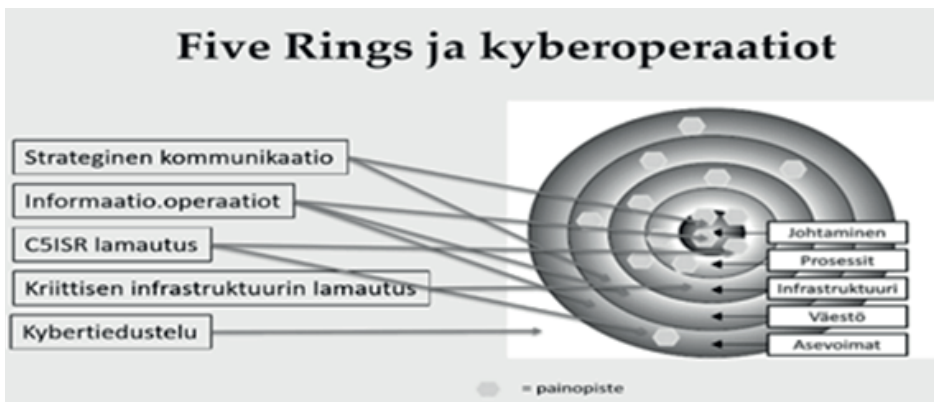 Five Rings ja kyberoperaatiot
Strateginen kommunikaatio
Informaatio.operaatiot
C5ISR lamautus
Kriittisen infrastruktuurin lamautus
Kybertiedustelu
Johtaminen
Prosessit
Infrastruktuuri
Väestö
Asevoimat
= painopiste